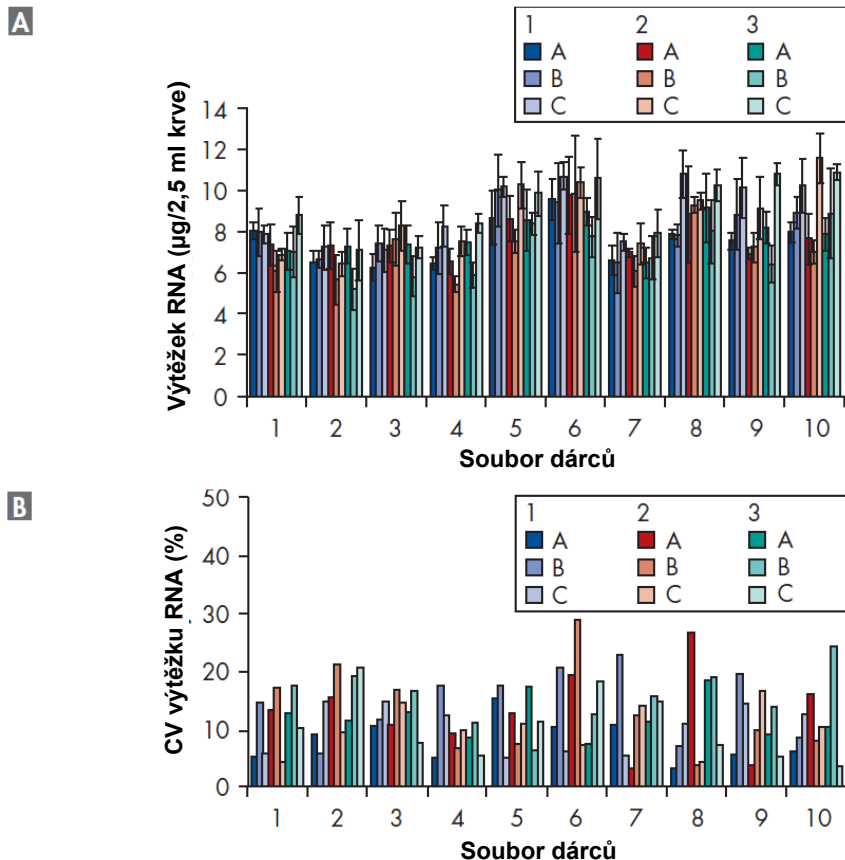 A
1 2 3
A A A
B B B
C C C
Výtěžek RNA (µg/2,5 ml krve)
14
12
10
8
6
4
2
0
1 2 3 4 5 6 7 8 9 10
Soubor dárců
B
1 2 3
A A A
B B B
C C C
CV výtěžku RNA (%)
50
40
30
20
10
0
1 2 3 4 5 6 7 8 9 10
Soubor dárců